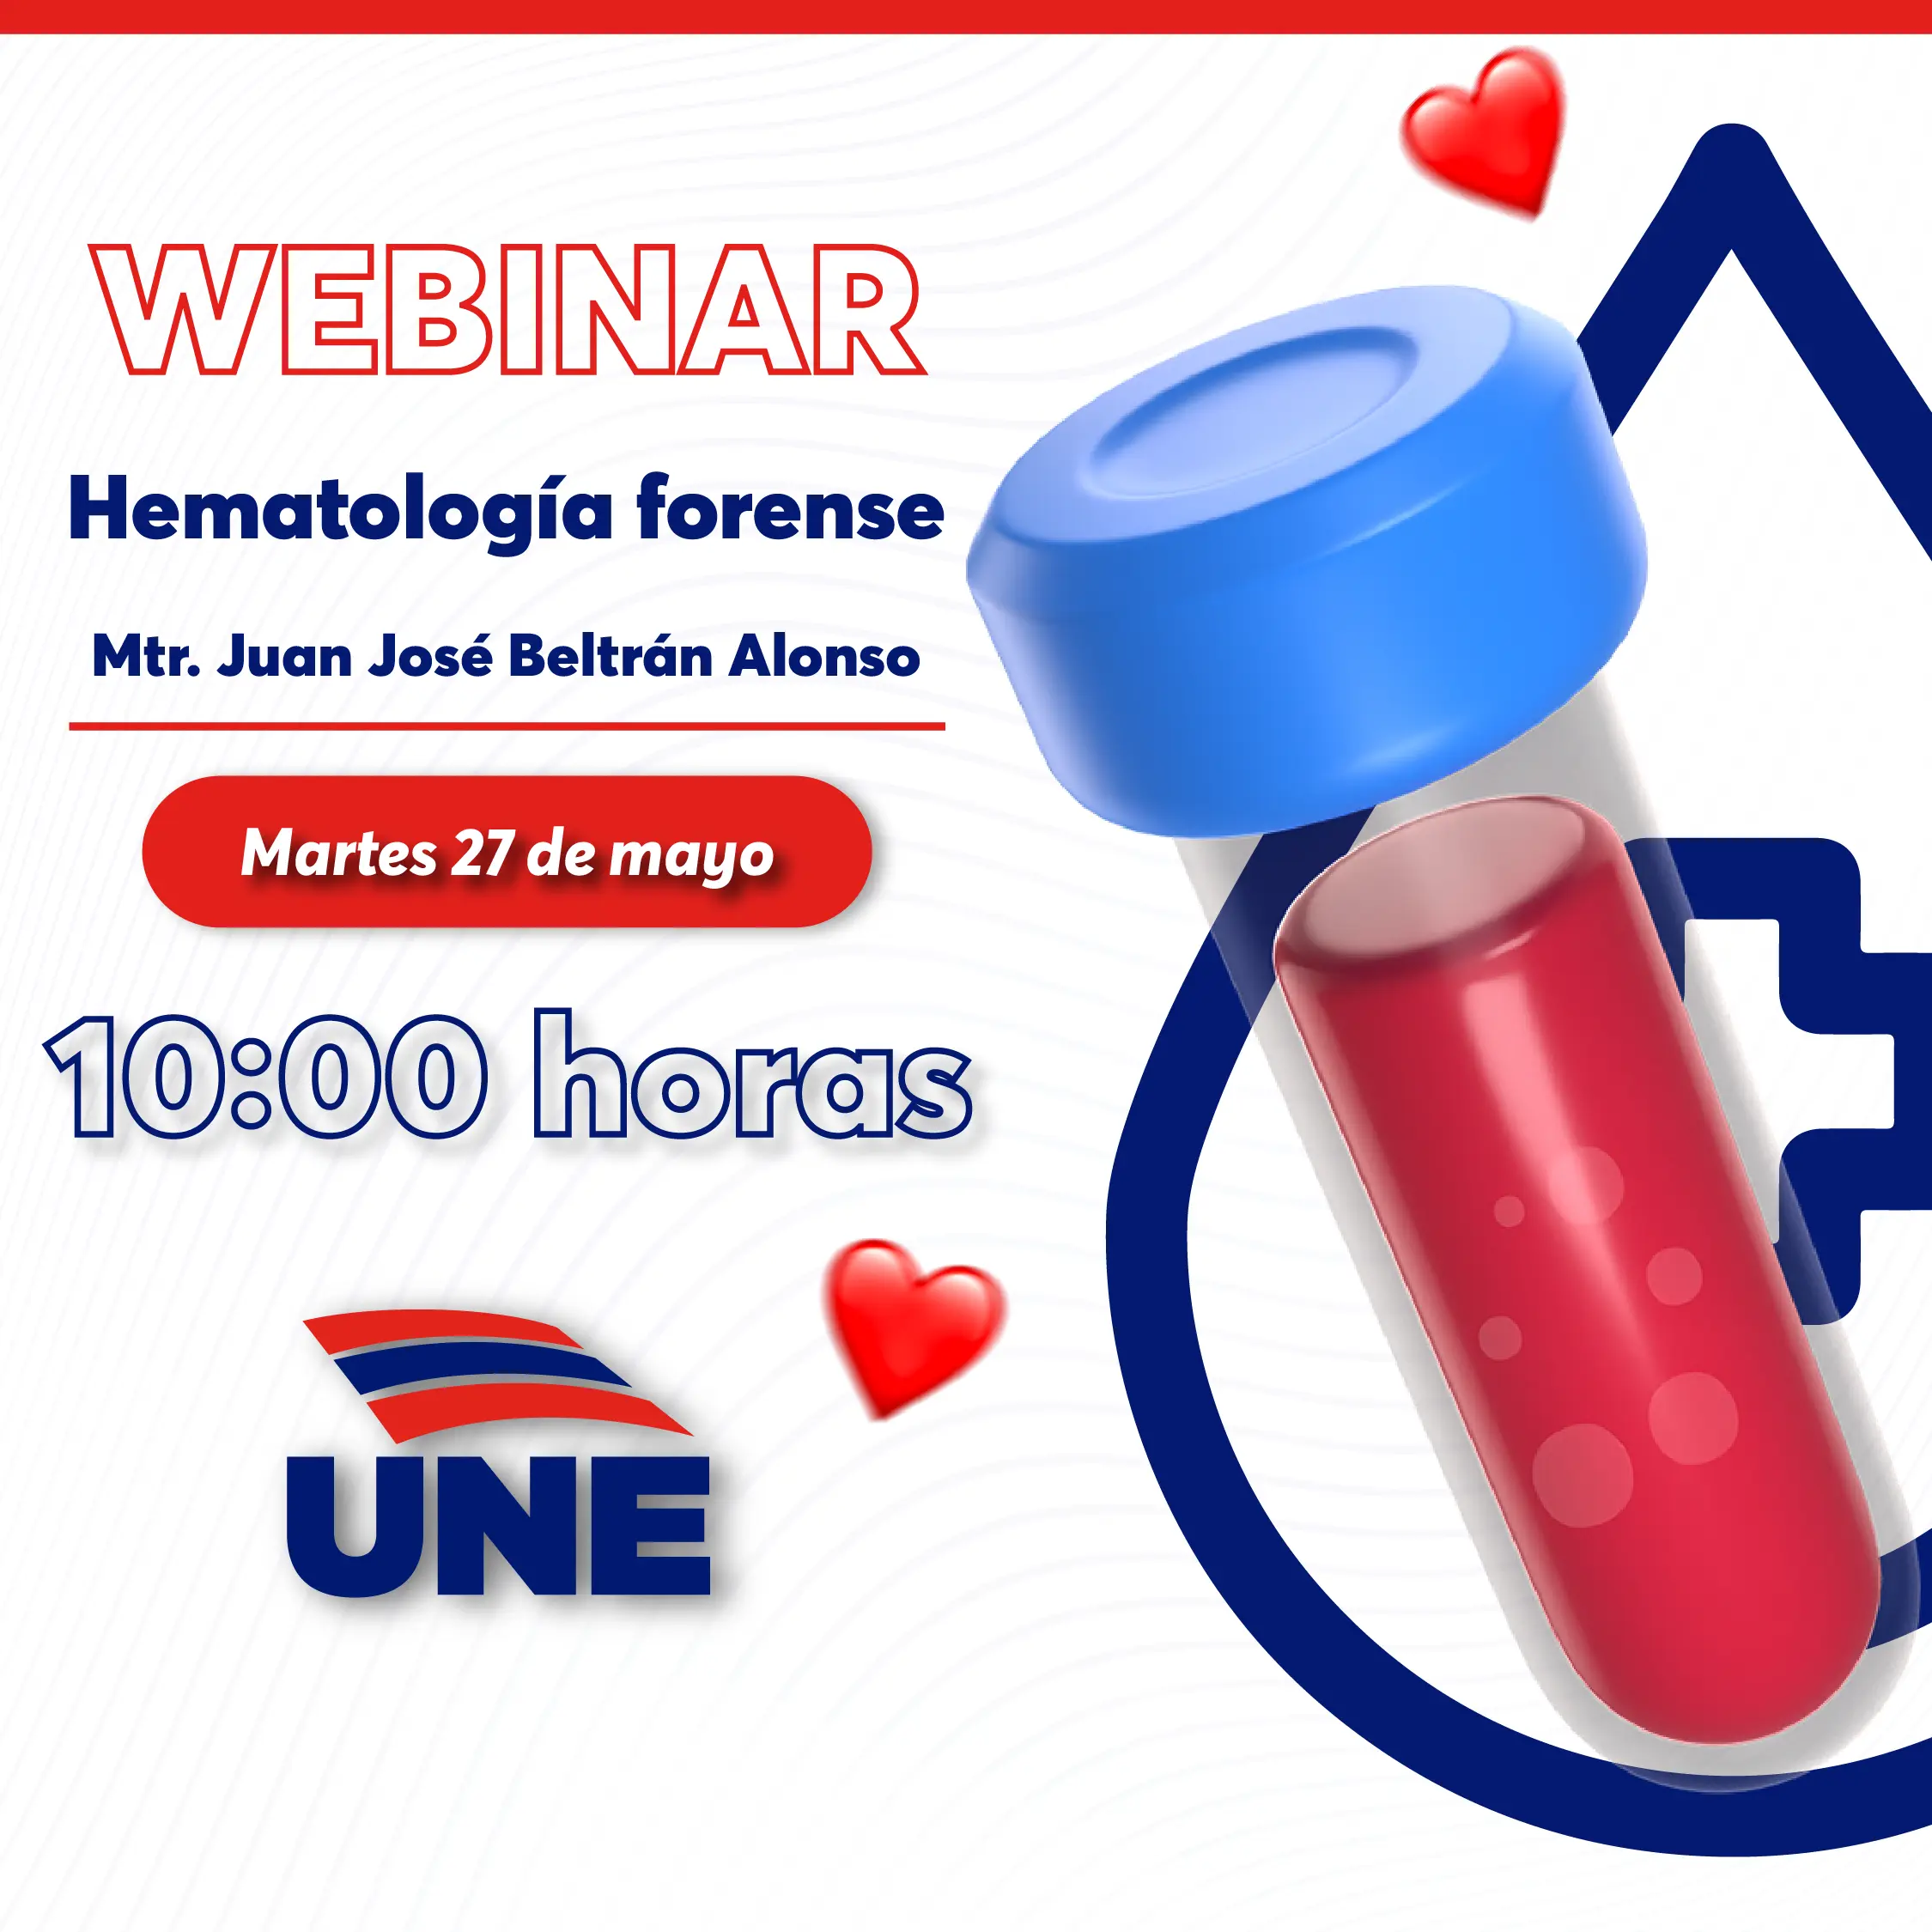 WEBINAR
Hematología forense
Mtr. Juan José Beltrán Alonso
Martes 27 de mayo
10:00 horas
UNE